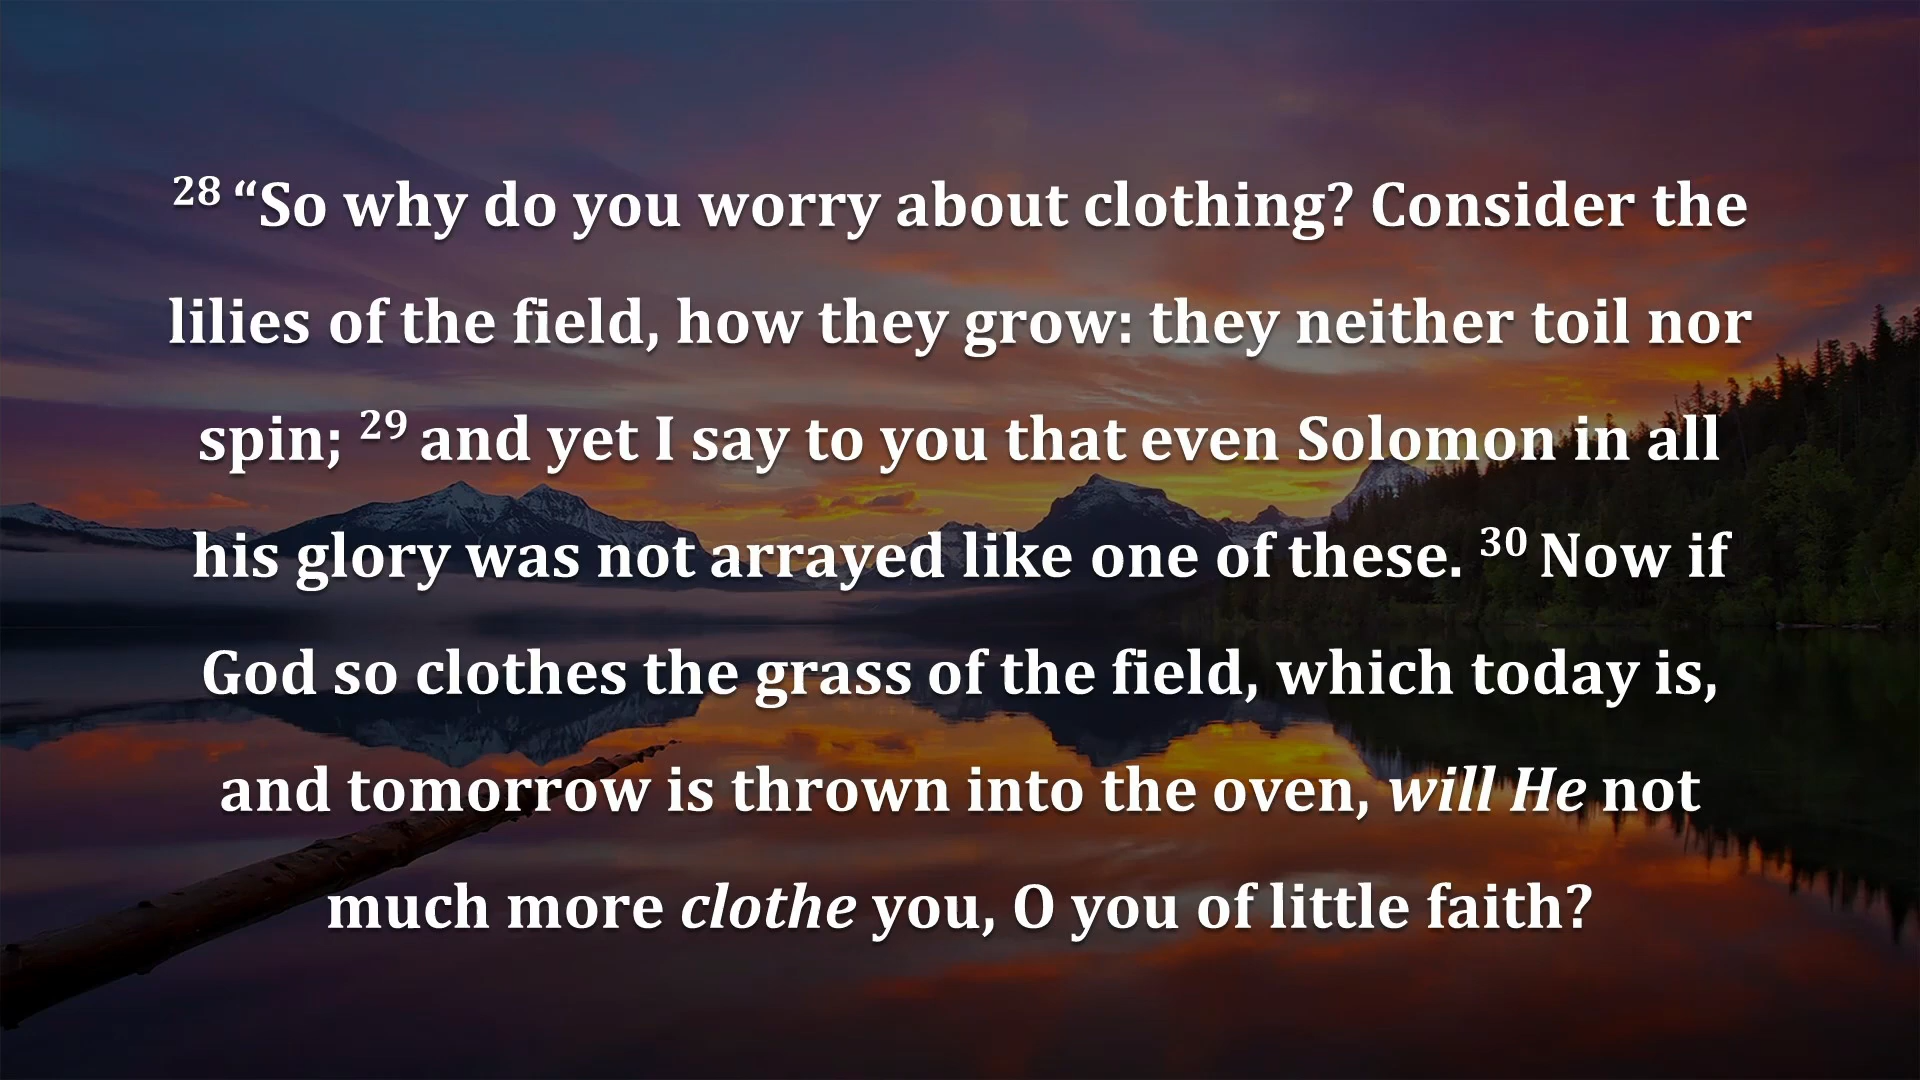 28 “So why do you worry about clothing? Consider the
lilies of the field, how they grow: they neither toil nor
spin; 29 and yet I say to you that even Solomon in all
his glory was not arrayed like one of these. 30 Now if
God so clothes the grass of the field, which today is,
and tomorrow is thrown into the oven, will He not
much more clothe you, O you of little faith?